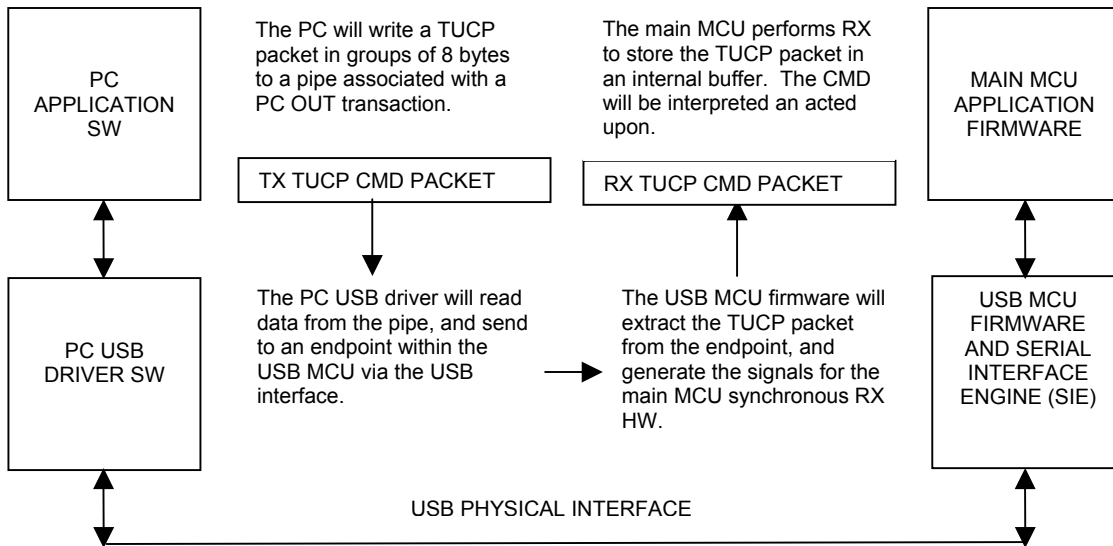 PC
APPLICATION
SW
The PC will write a TUCP
packet in groups of 8 bytes
to a pipe associated with a
PC OUT transaction.
The main MCU performs RX
to store the TUCP packet in
an internal buffer. The CMD
will be interpreted an acted
upon.
MAIN MCU
APPLICATION
FIRMWARE
TX TUCP CMD PACKET
RX TUCP CMD PACKET
PC USB
DRIVER SW
The PC USB driver will read
data from the pipe, and send
to an endpoint within the
USB MCU via the USB
interface.
The USB MCU firmware will
extract the TUCP packet
from the endpoint, and
generate the signals for the
main MCU synchronous RX
HW.
USB MCU
FIRMWARE
AND SERIAL
INTERFACE
ENGINE (SIE)
USB PHYSICAL INTERFACE